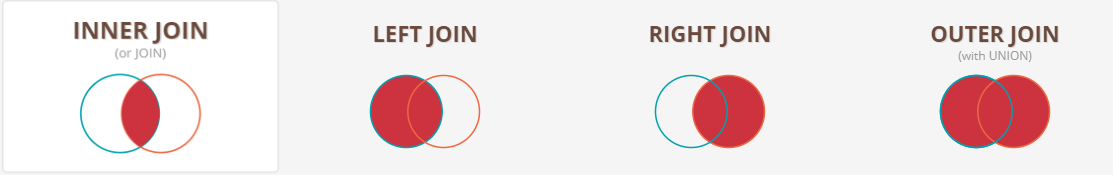 INNER JOIN
(or JOIN)
LEFT JOIN
RIGHT JOIN
OUTER JOIN
(with UNION)